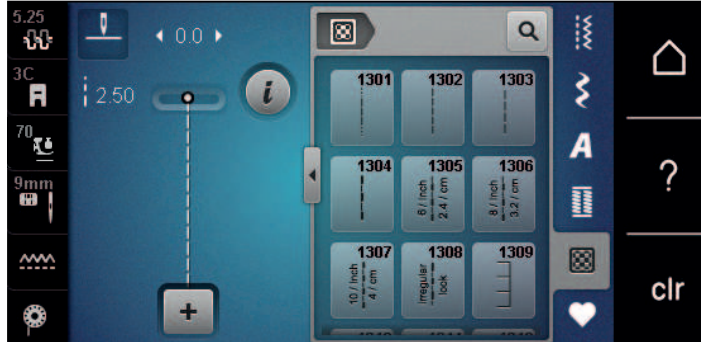 5.25
0.0
3C
2.50
i
70
9mm
+
1301 1302 1303
1304 1305 1306
6 / Inch
2.4 / cm
8 / Inch
3.2 / cm
1307 1308 1309
10 / Inch
4 / cm
irregular
look
A
?
clr